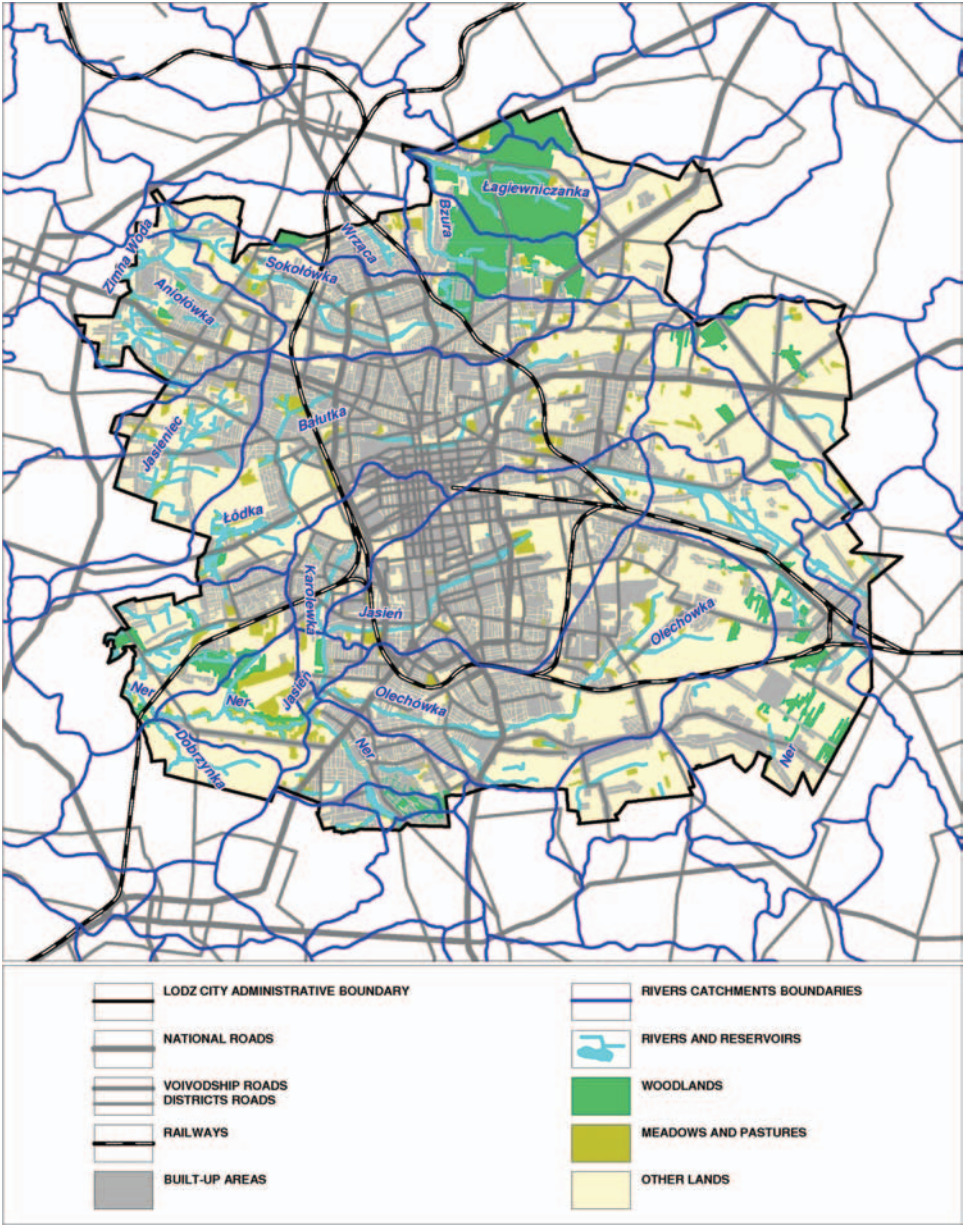 Łagiewniczanka
Bzura
Wrząca
Zimna Woda
Sokołówka
Aniołówka
Bałutka
Jasieniec
Łódka
Karolewka
Jasień
Olechówka
Jasień
Ner
Ner
Olechówka
Ner
Dobrzynka
Ner
LODZ CITY ADMINISTRATIVE BOUNDARY
NATIONAL ROADS
VOIVODSHIP ROADS
DISTRICTS ROADS
RAILWAYS
BUILT-UP AREAS
RIVERS CATCHMENTS BOUNDARIES
RIVERS AND RESERVOIRS
WOODLANDS
MEADOWS AND PASTURES
OTHER LANDS